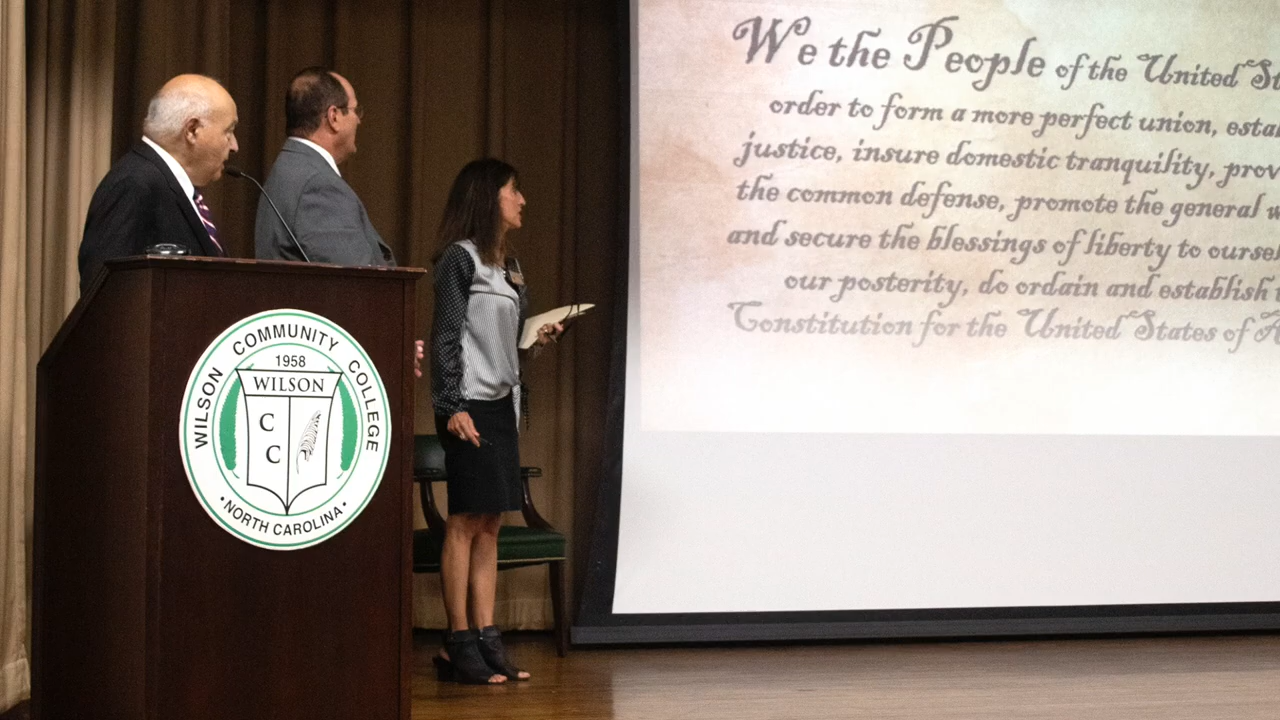 WILSON COMMUNITY COLLEGE
1958
WILSON
C
C
• NORTH CAROLINA •
We the People of the United
order to form a more perfect union,
justice, insure domestic tranquility,
the common defense, promote the general
and secure the blessings of liberty to
our posterity, do ordain and establish
Constitution for the United States of